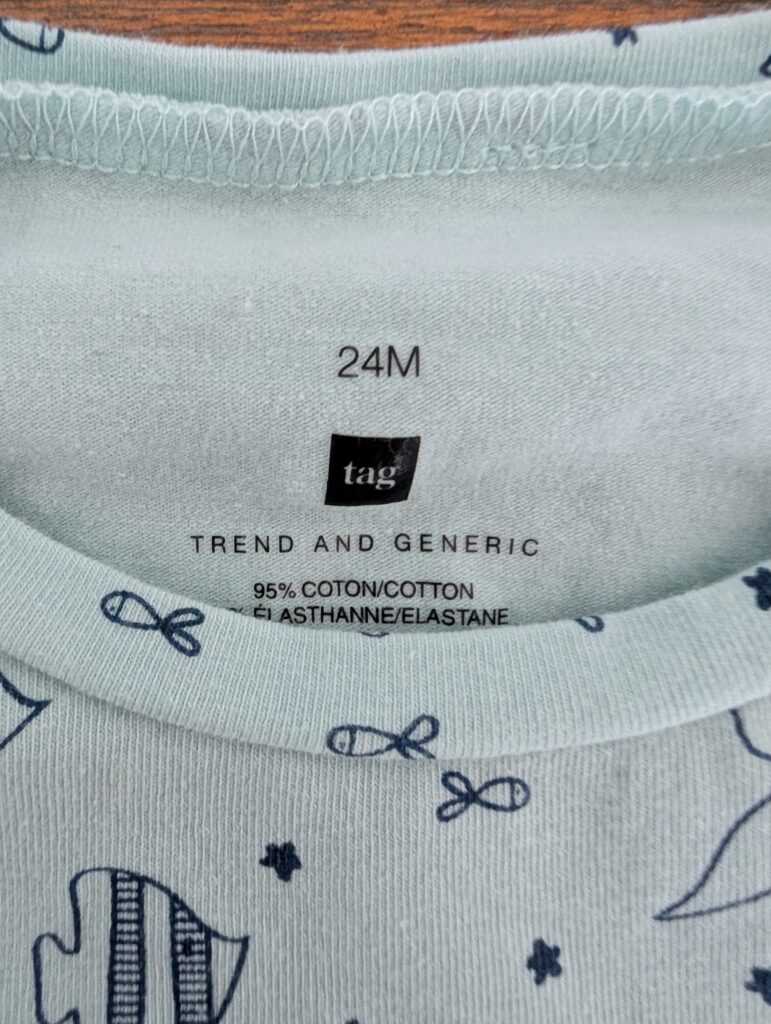 24M
tag
TREND AND GENERIC
95% COTON/COTTON
% ÉLASTHANNE/ELASTANE